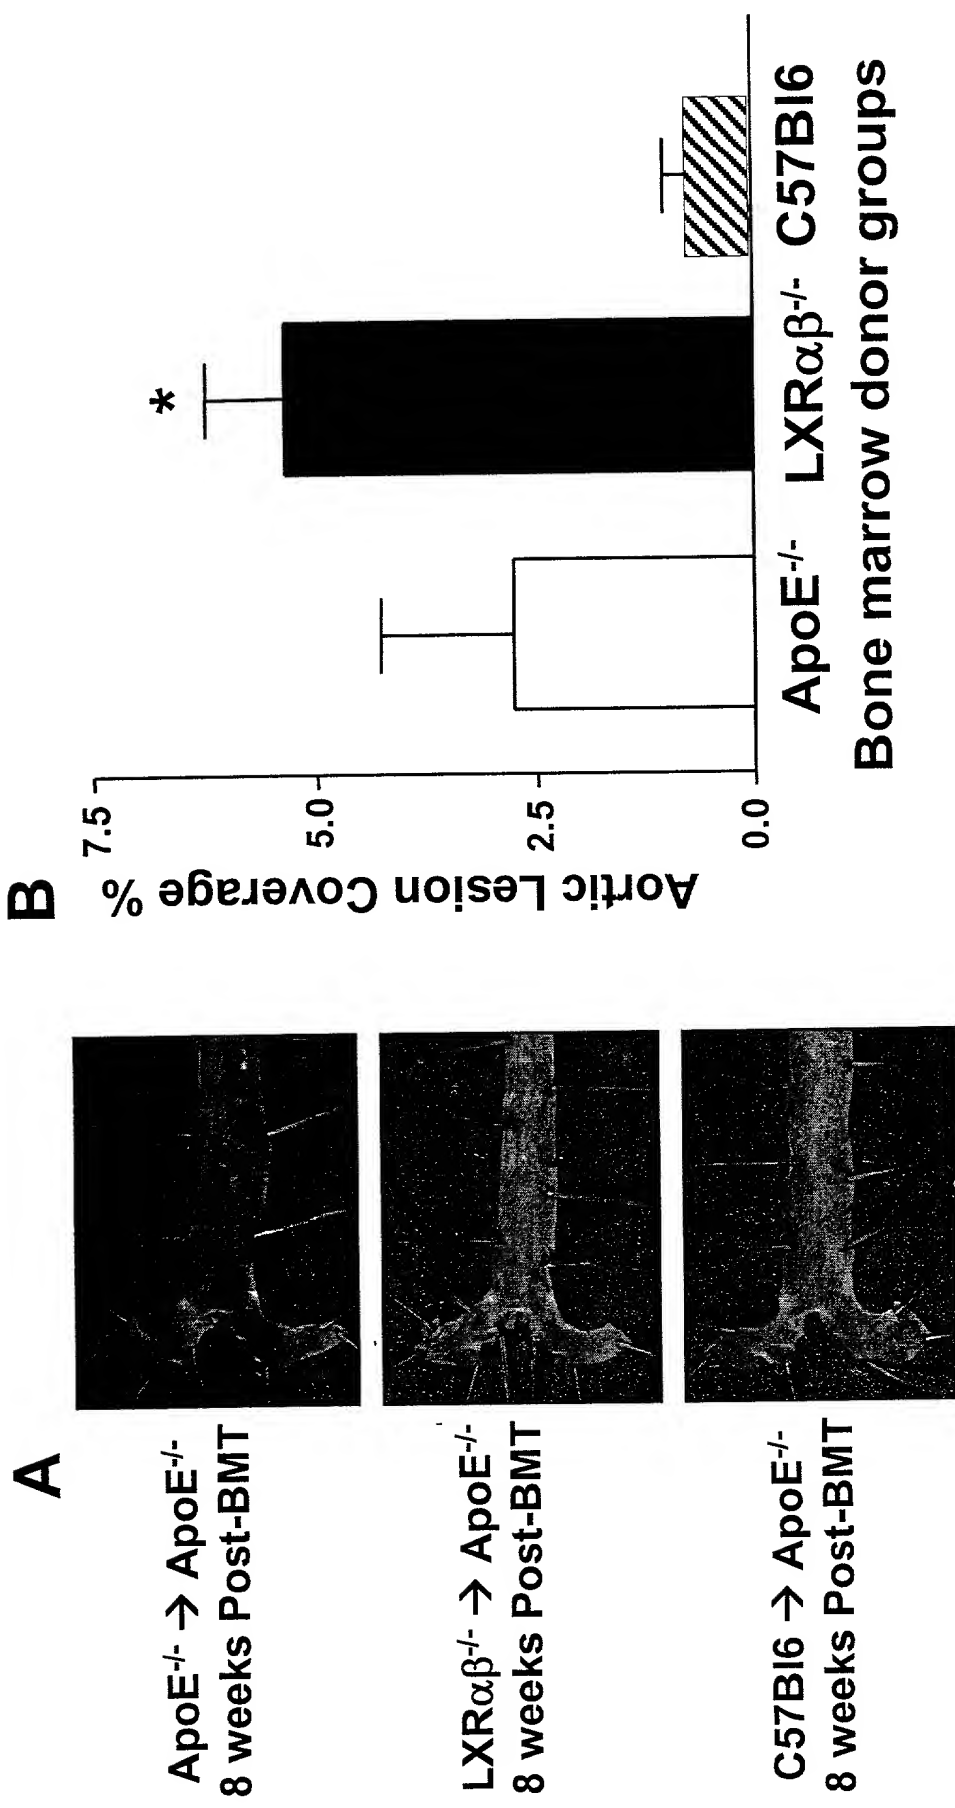 A
ApoE-/- → ApoE-/-
8 weeks Post-BMT
LXRαβ-/- → ApoE-/-
8 weeks Post-BMT
C57Bl6 → ApoE-/-
8 weeks Post-BMT
B
Aortic Lesion Coverage %
7.5
5.0
2.5
0.0
*
ApoE-/- LXRαβ-/- C57Bl6
Bone marrow donor groups